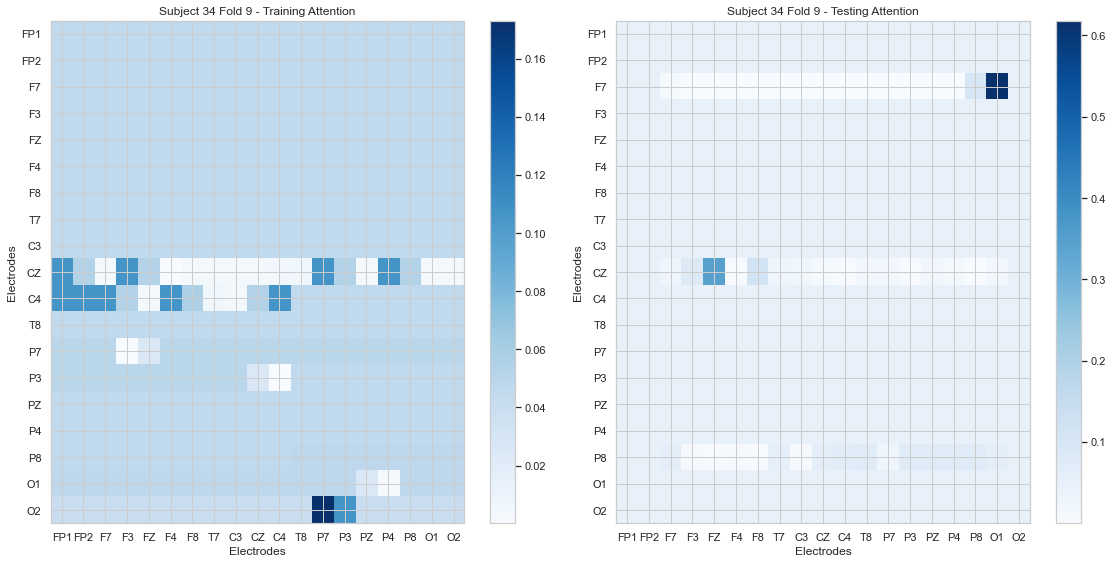 Subject 34 Fold 9 - Training Attention
Electrodes
FP1
FP2
F7
F3
FZ
F4
F8
T7
C3
CZ
C4
T8
P7
P3
PZ
P4
P8
O1
O2
FP1 FP2 F7 F3 FZ F4 F8 T7 C3 CZ C4 T8 P7 P3 PZ P4 P8 O1 O2
Electrodes
0.16
0.14
0.12
0.10
0.08
0.06
0.04
0.02
Subject 34 Fold 9 - Testing Attention
Electrodes
FP1
FP2
F7
F3
FZ
F4
F8
T7
C3
CZ
C4
T8
P7
P3
PZ
P4
P8
O1
O2
FP1 FP2 F7 F3 FZ F4 F8 T7 C3 CZ C4 T8 P7 P3 PZ P4 P8 O1 O2
Electrodes
0.6
0.5
0.4
0.3
0.2
0.1